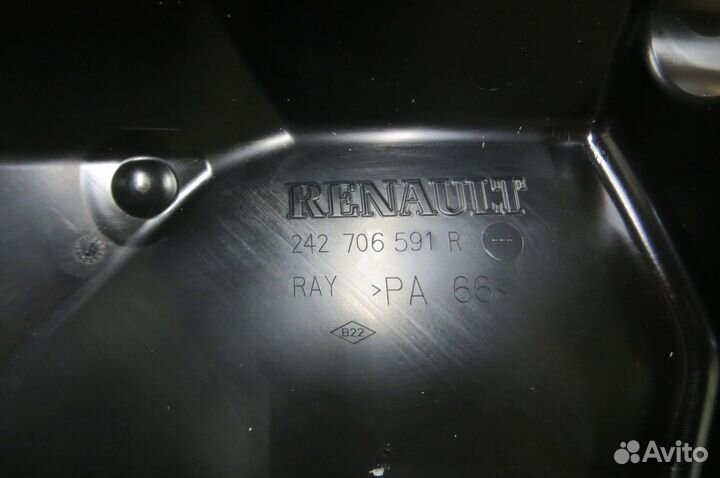 RENAULT
242 706 591 R ---
RAY >PA 66<
B22
Avito